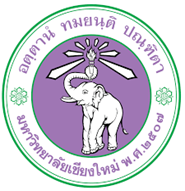 อตฺตานํ ทมยนฺติ ปณฺฑิตา
มหาวิทยาลัยเชียงใหม่ พ.ศ.๒๕๐๗